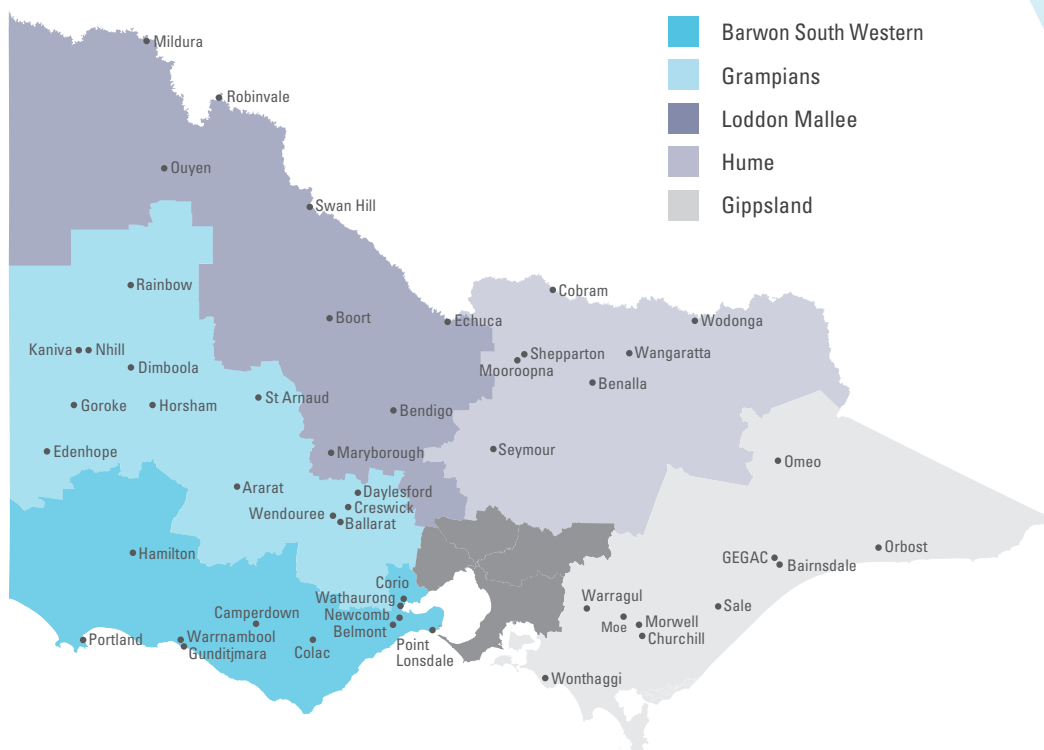 Barwon South Western
Grampians
Loddon Mallee
Hume
Gippsland
Mildura
Robinvale
Ouyen
Swan Hill
Rainbow
Boort
Echuca
Cobram
Wodonga
Kaniva
Nhill
Dimboola
Shepparton
Mooroopna
Wangaratta
Benalla
Goroke
Horsham
St Arnaud
Bendigo
Edenhope
Maryborough
Seymour
Omeo
Ararat
Daylesford
Creswick
Wendouree
Ballarat
Hamilton
GEGAC
Orbost
Bairnsdale
Corio
Wathaurong
Newcomb
Belmont
Camperdown
Portland
Warrnambool
Gunditjmara
Colac
Point
Lonsdale
Warragul
Moe
Morwell
Churchill
Sale
Wonthaggi